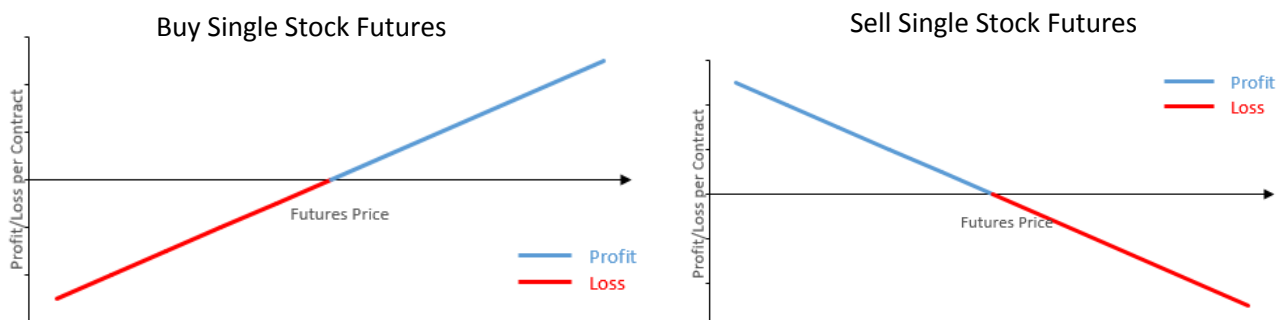 Buy Single Stock Futures
Profit/Loss per Contract
Futures Price
Profit
Loss
Sell Single Stock Futures
Profit/Loss per Contract
Futures Price
Profit
Loss